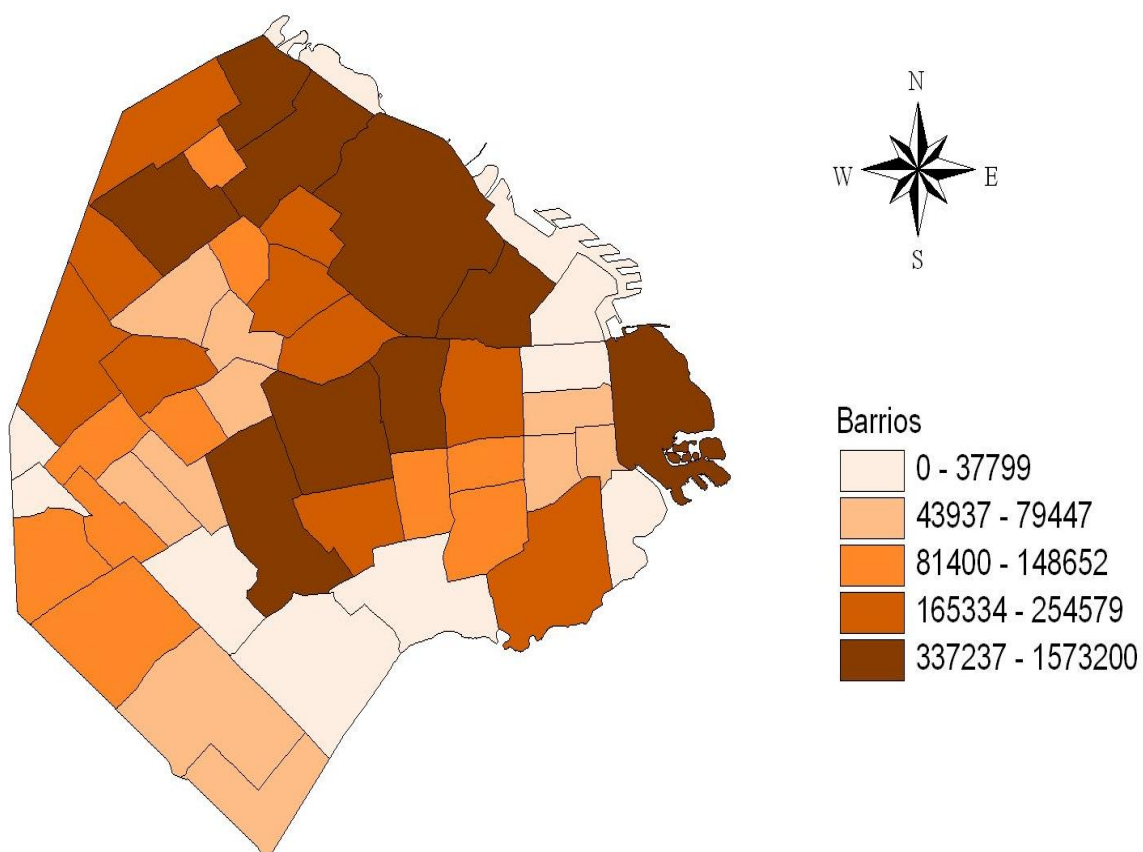 N
W E
S
Barrios
0 - 37799
43937 - 79447
81400 - 148652
165334 - 254579
337237 - 1573200